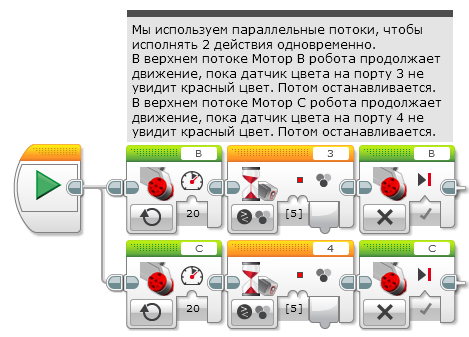 Мы используем параллельные потоки, чтобы
исполнять 2 действия одновременно.
В верхнем потоке Мотор B робота продолжает
движение, пока датчик цвета на порту 3 не
увидит красный цвет. Потом останавливается.
В верхнем потоке Мотор C робота продолжает
движение, пока датчик цвета на порту 4 не
увидит красный цвет. Потом останавливается.
B 3 B
20 [5]
C 4 C
20 [5]